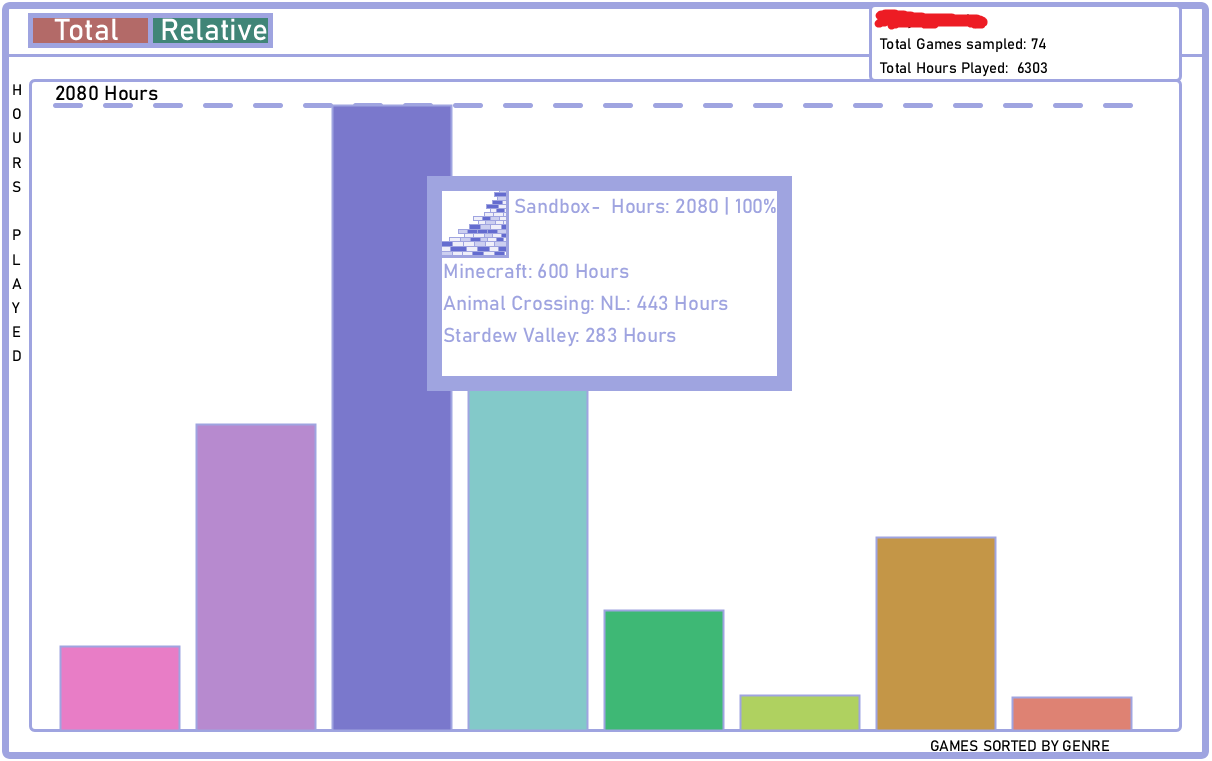 Total Relative
Total Games sampled: 74
Total Hours Played: 6303
HOURS PLAYED
2080 Hours
Sandbox- Hours: 2080 | 100%
Minecraft: 600 Hours
Animal Crossing: NL: 443 Hours
Stardew Valley: 283 Hours
GAMES SORTED BY GENRE